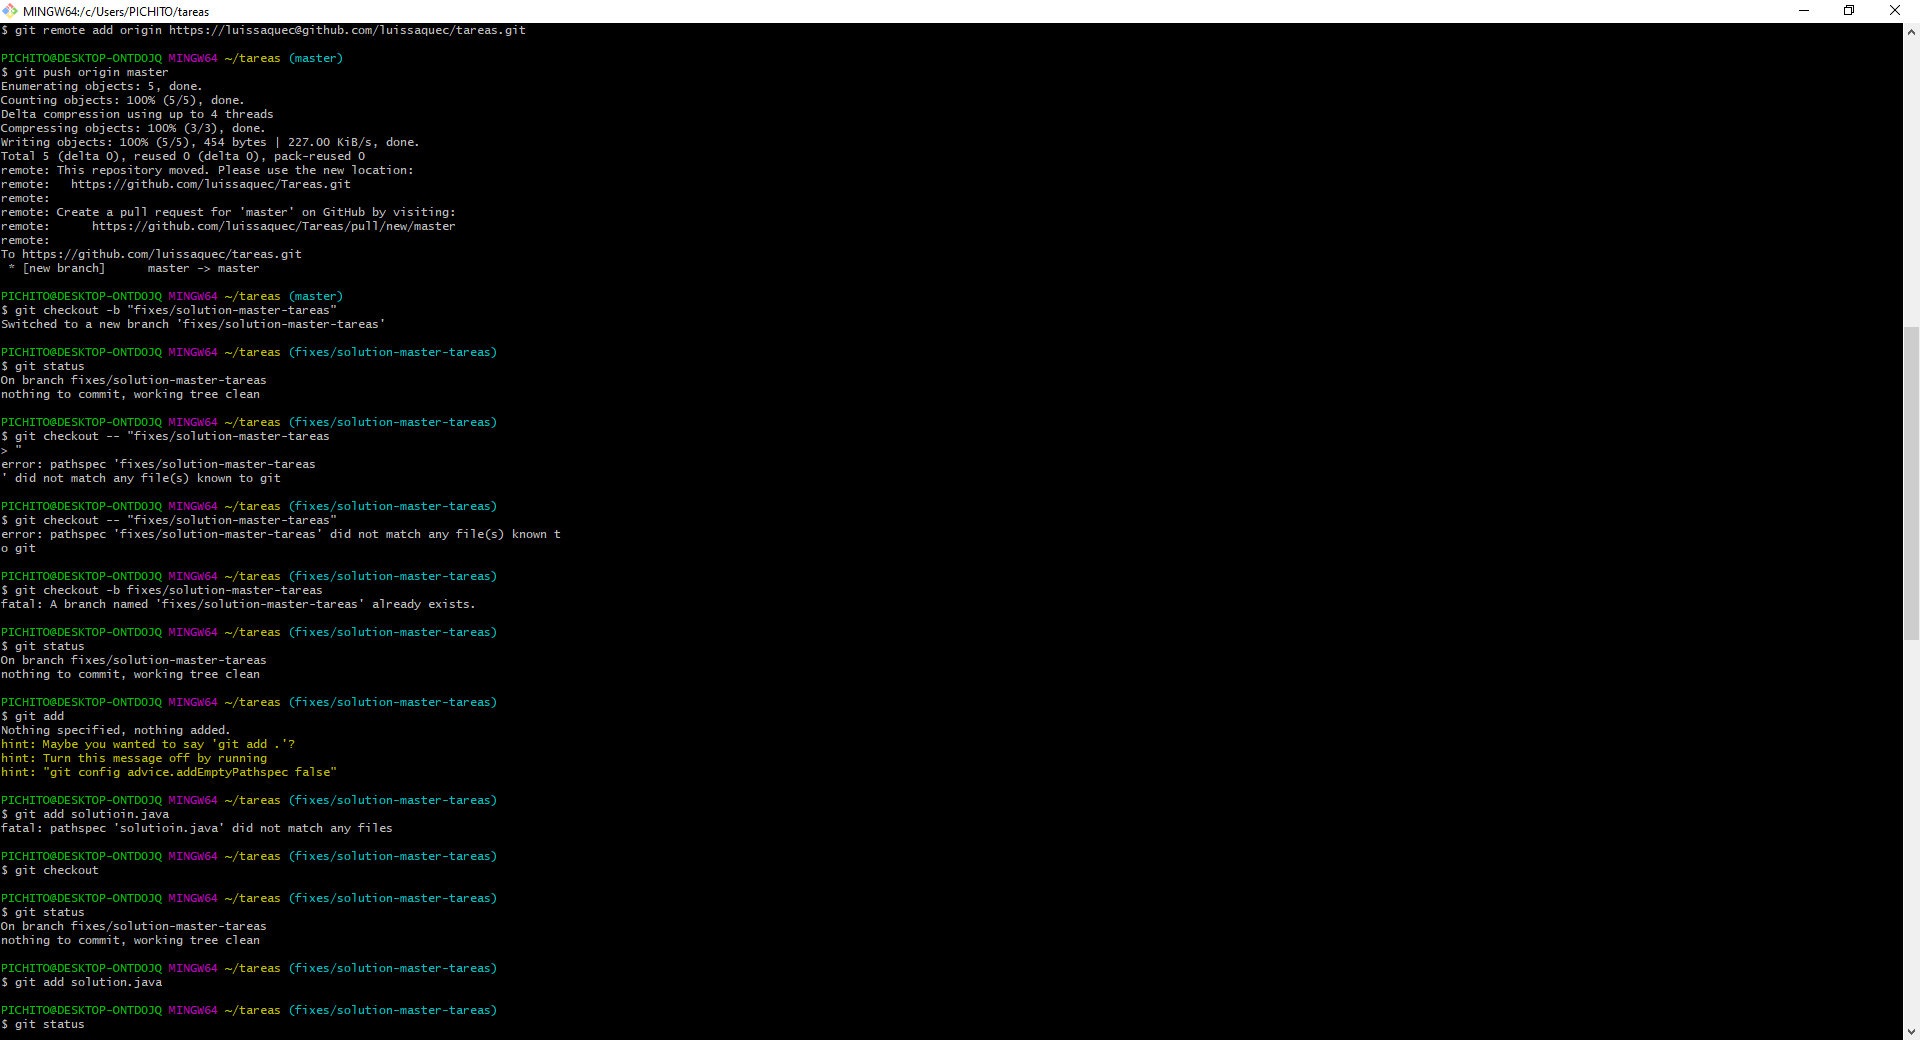 MINGW64:/c/Users/PICHITO/tareas
$ git remote add origin https://luissaquec@github.com/luissaquec/tareas.git
PICHITO@DESKTOP-ONTDOJQ MINGW64 ~/tareas (master)
$ git push origin master
Enumerating objects: 5, done.
Counting objects: 100% (5/5), done.
Delta compression using up to 4 threads
Compressing objects: 100% (3/3), done.
Writing objects: 100% (5/5), 454 bytes | 227.00 KiB/s, done.
Total 5 (delta 0), reused 0 (delta 0), pack-reused 0
remote: This repository moved. Please use the new location:
remote:   https://github.com/luissaquec/Tareas.git
remote:
remote: Create a pull request for 'master' on GitHub by visiting:
remote:      https://github.com/luissaquec/Tareas/pull/new/master
remote:
To https://github.com/luissaquec/tareas.git
 * [new branch]      master -> master
PICHITO@DESKTOP-ONTDOJQ MINGW64 ~/tareas (master)
$ git checkout -b "fixes/solution-master-tareas"
Switched to a new branch 'fixes/solution-master-tareas'
PICHITO@DESKTOP-ONTDOJQ MINGW64 ~/tareas (fixes/solution-master-tareas)
$ git status
On branch fixes/solution-master-tareas
nothing to commit, working tree clean
PICHITO@DESKTOP-ONTDOJQ MINGW64 ~/tareas (fixes/solution-master-tareas)
$ git checkout -- "fixes/solution-master-tareas
> "
error: pathspec 'fixes/solution-master-tareas
' did not match any file(s) known to git
PICHITO@DESKTOP-ONTDOJQ MINGW64 ~/tareas (fixes/solution-master-tareas)
$ git checkout -- "fixes/solution-master-tareas"
error: pathspec 'fixes/solution-master-tareas' did not match any file(s) known t
o git
PICHITO@DESKTOP-ONTDOJQ MINGW64 ~/tareas (fixes/solution-master-tareas)
$ git checkout -b fixes/solution-master-tareas
fatal: A branch named 'fixes/solution-master-tareas' already exists.
PICHITO@DESKTOP-ONTDOJQ MINGW64 ~/tareas (fixes/solution-master-tareas)
$ git status
On branch fixes/solution-master-tareas
nothing to commit, working tree clean
PICHITO@DESKTOP-ONTDOJQ MINGW64 ~/tareas (fixes/solution-master-tareas)
$ git add
Nothing specified, nothing added.
hint: Maybe you wanted to say 'git add .'?
hint: Turn this message off by running
hint: "git config advice.addEmptyPathspec false"
PICHITO@DESKTOP-ONTDOJQ MINGW64 ~/tareas (fixes/solution-master-tareas)
$ git add solutioin.java
fatal: pathspec 'solutioin.java' did not match any files
PICHITO@DESKTOP-ONTDOJQ MINGW64 ~/tareas (fixes/solution-master-tareas)
$ git checkout
PICHITO@DESKTOP-ONTDOJQ MINGW64 ~/tareas (fixes/solution-master-tareas)
$ git status
On branch fixes/solution-master-tareas
nothing to commit, working tree clean
PICHITO@DESKTOP-ONTDOJQ MINGW64 ~/tareas (fixes/solution-master-tareas)
$ git add solution.java
PICHITO@DESKTOP-ONTDOJQ MINGW64 ~/tareas (fixes/solution-master-tareas)
$ git status